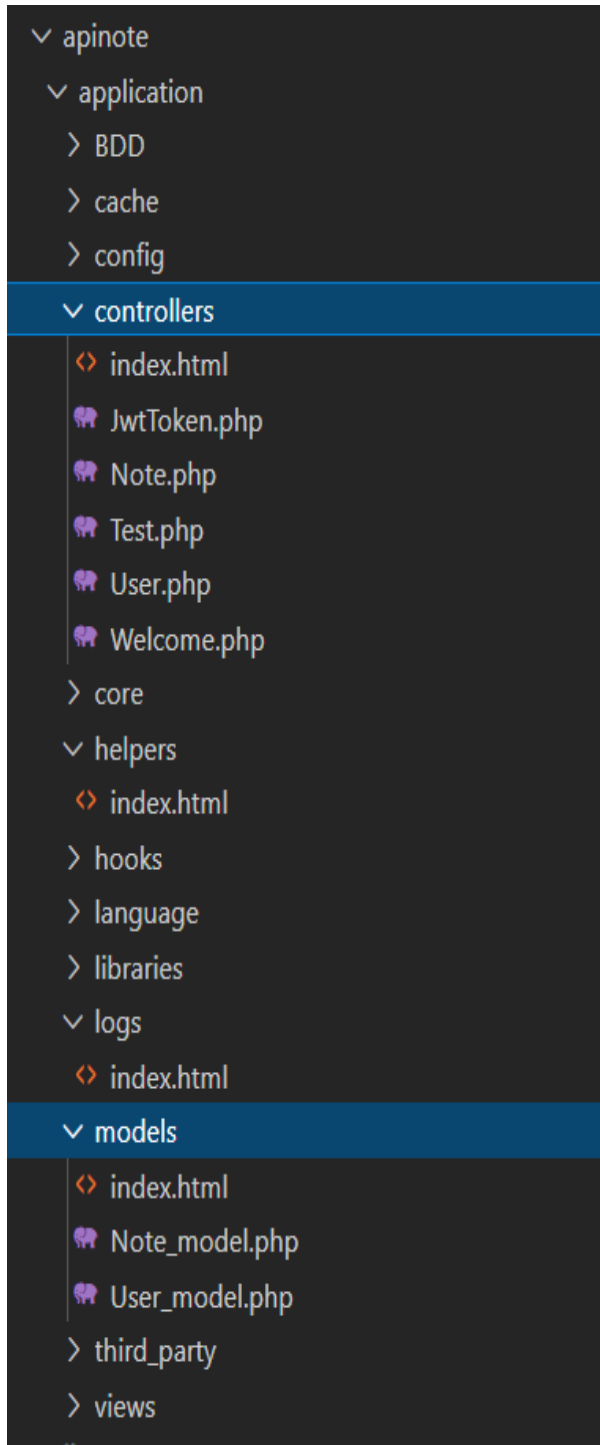 apinote
application
BDD
cache
config
controllers
index.html
JwtToken.php
Note.php
Test.php
User.php
Welcome.php
core
helpers
index.html
hooks
language
libraries
logs
index.html
models
index.html
Note_model.php
User_model.php
third_party
views